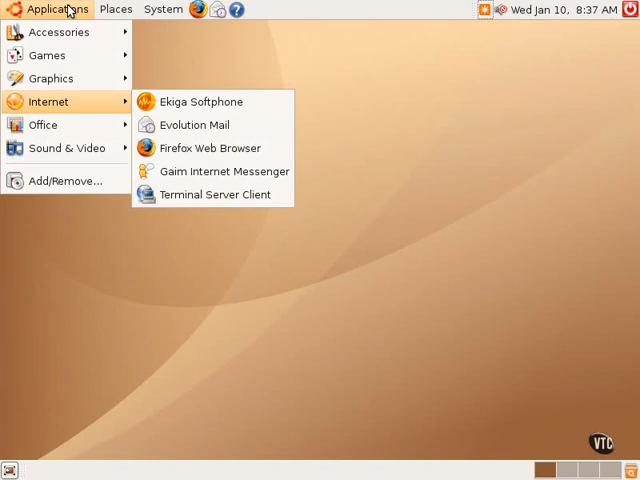 Applications Places System Wed Jan 10, 8:37 AM
Accessories
Games
Graphics
Internet
Office
Sound & Video
Add/Remove...
Ekiga Softphone
Evolution Mail
Firefox Web Browser
Gaim Internet Messenger
Terminal Server Client
VTC